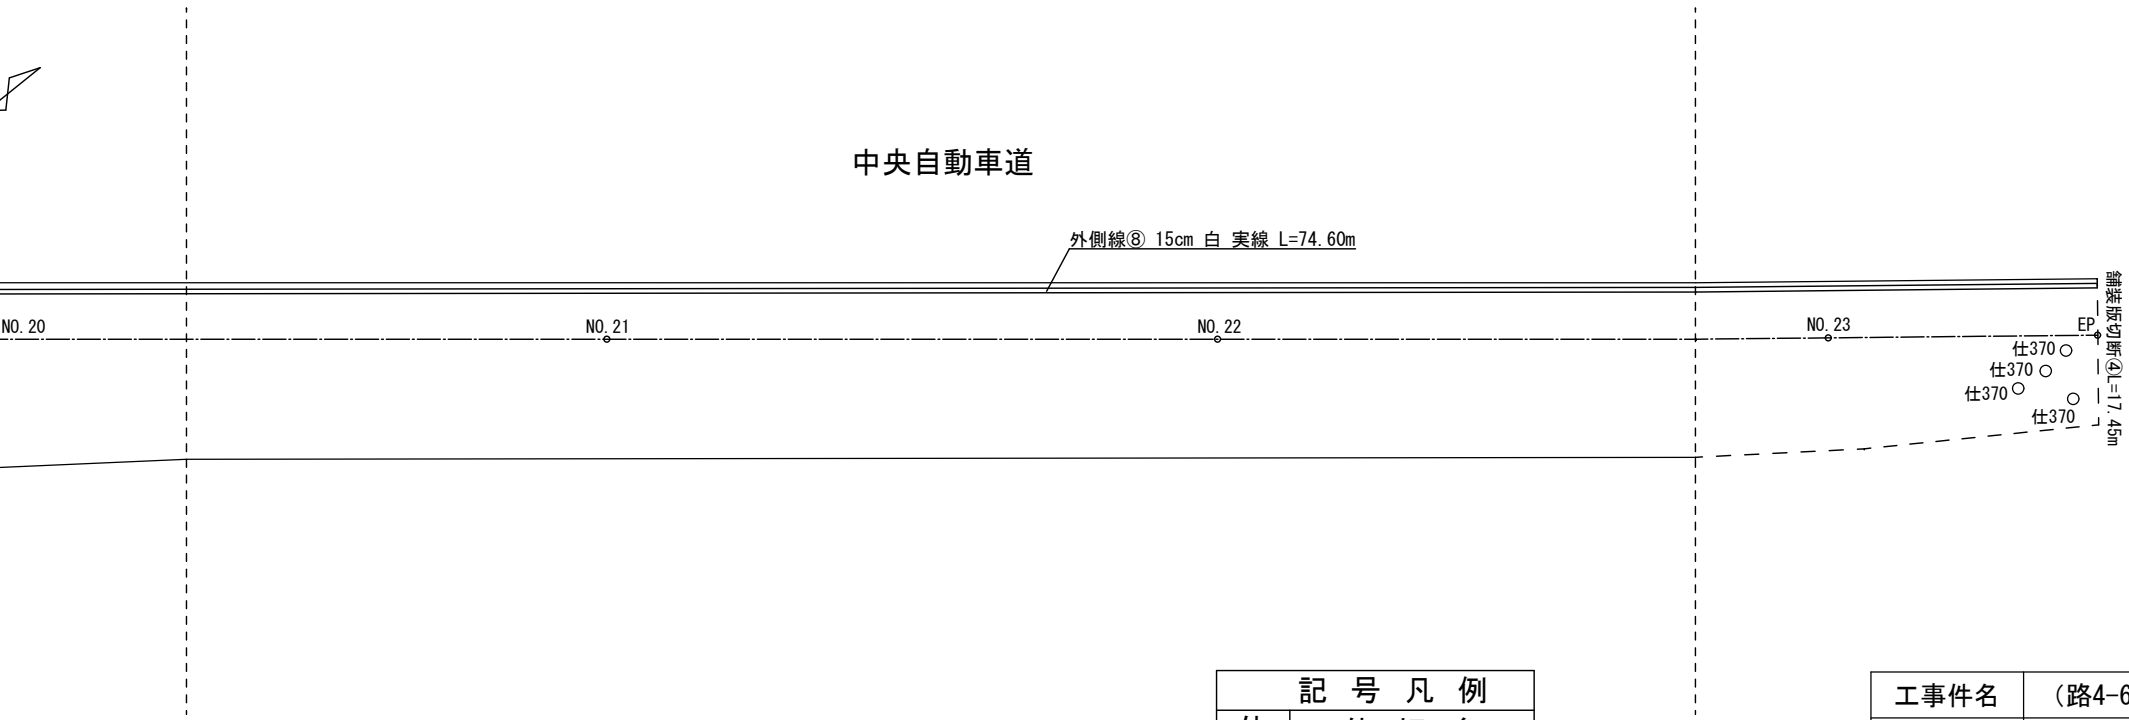 中央自動車道
外側線⑧ 15cm 白 実線 L=74.60m
NO.20
NO.21
NO.22
NO.23
EP
舗装版切断④L=17.45m
仕370
仕370
仕370
仕370
記号凡例
工事件名 (路4-6